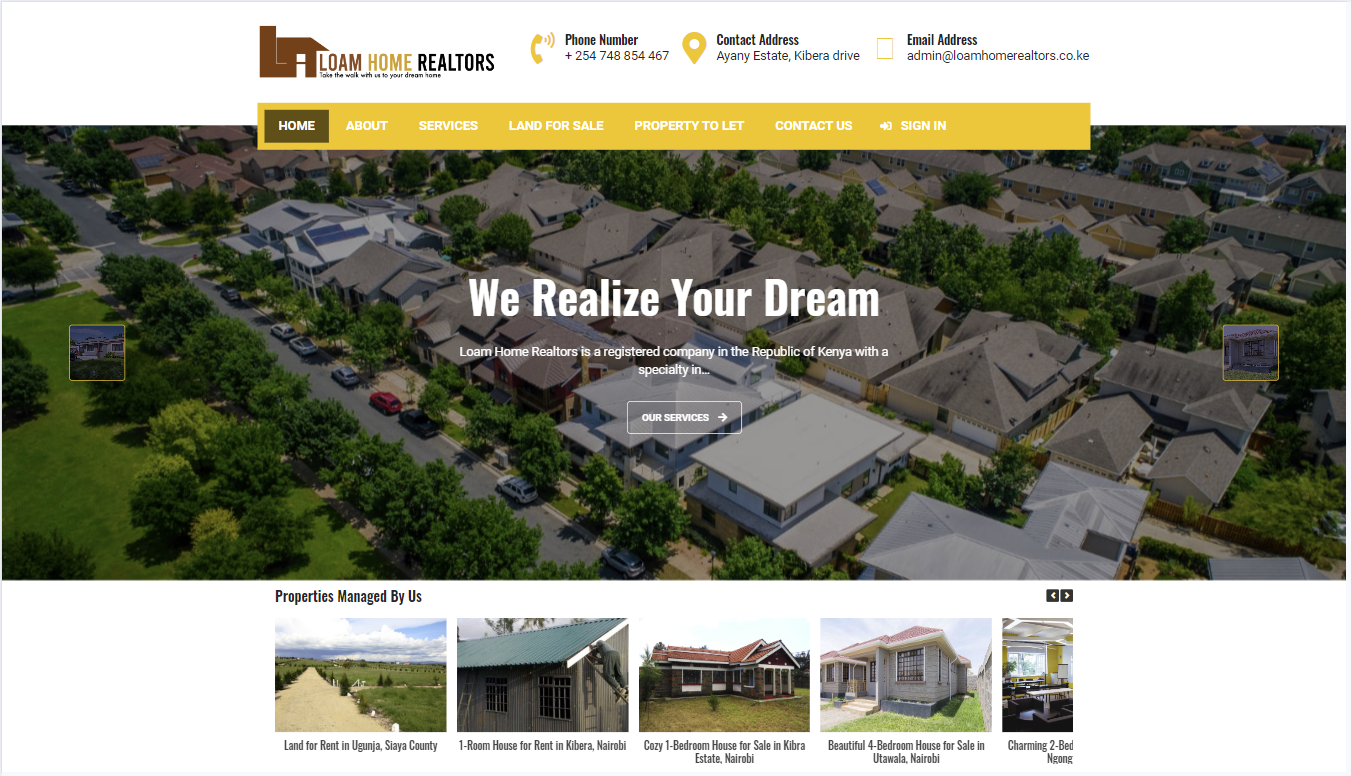 LOAM HOME REALTORS
Take the walk with us to your dream home
Phone Number
+ 254 748 854 467
Contact Address
Ayany Estate, Kibera drive
Email Address
admin@loamhomerealtors.co.ke
HOME ABOUT SERVICES LAND FOR SALE PROPERTY TO LET CONTACT US SIGN IN
We Realize Your Dream
Loam Home Realtors is a registered company in the Republic of Kenya with a
specialty in...
OUR SERVICES
Properties Managed By Us
Land for Rent in Ugunja, Siaya County
1-Room House for Rent in Kibera, Nairobi
Cozy 1-Bedroom House for Sale in Kibra
Estate, Nairobi
Beautiful 4-Bedroom House for Sale in
Utawala, Nairobi
Charming 2-Bed
Ngong